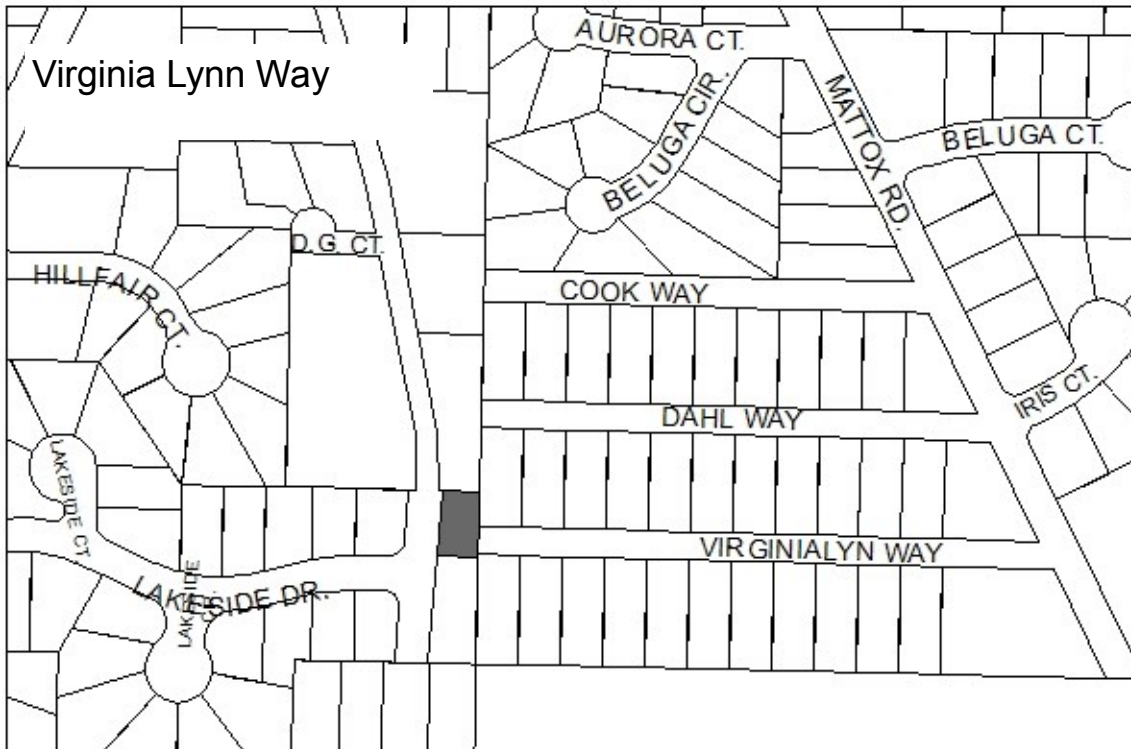 Virginia Lynn Way
AURORA CT.
BELUGA CIR.
MATTOX RD.
BELUGA CT.
D.G. CT.
HILLFAIR CT.
COOK WAY
IRIS CT.
DAHL WAY
LAKESIDE CT
VIRGINIALYN WAY
LAKESIDE DR.
LAKESIDE